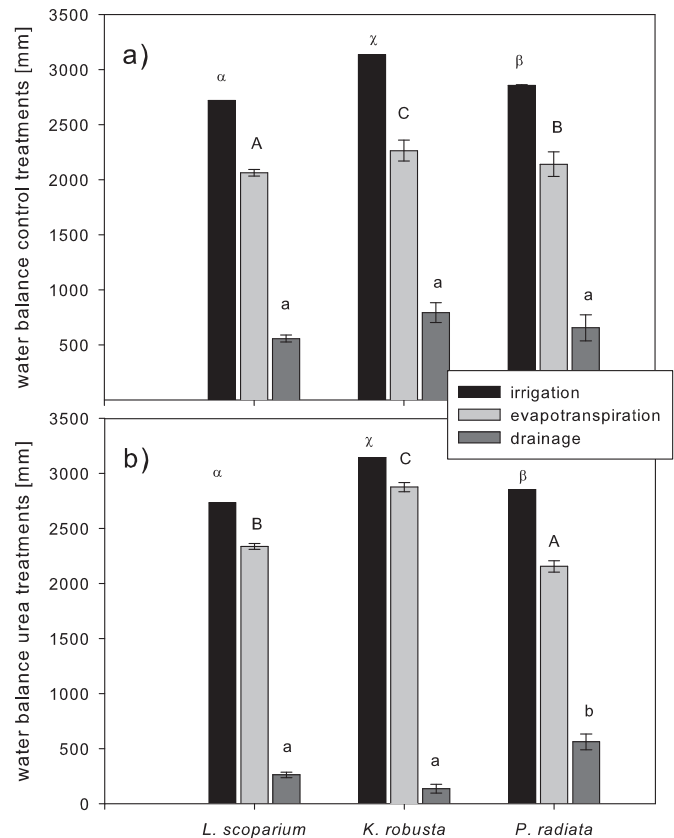 water balance control treatments [mm]
3500
3000
2500
2000
1500
1000
500
a)
α
A
a
χ
C
a
β
B
a
irrigation
evapotranspiration
drainage
water balance urea treatments [mm]
3500
3000
2500
2000
1500
1000
500
0
b)
α
B
a
χ
C
a
β
A
b
L. scoparium
K. robusta
P. radiata